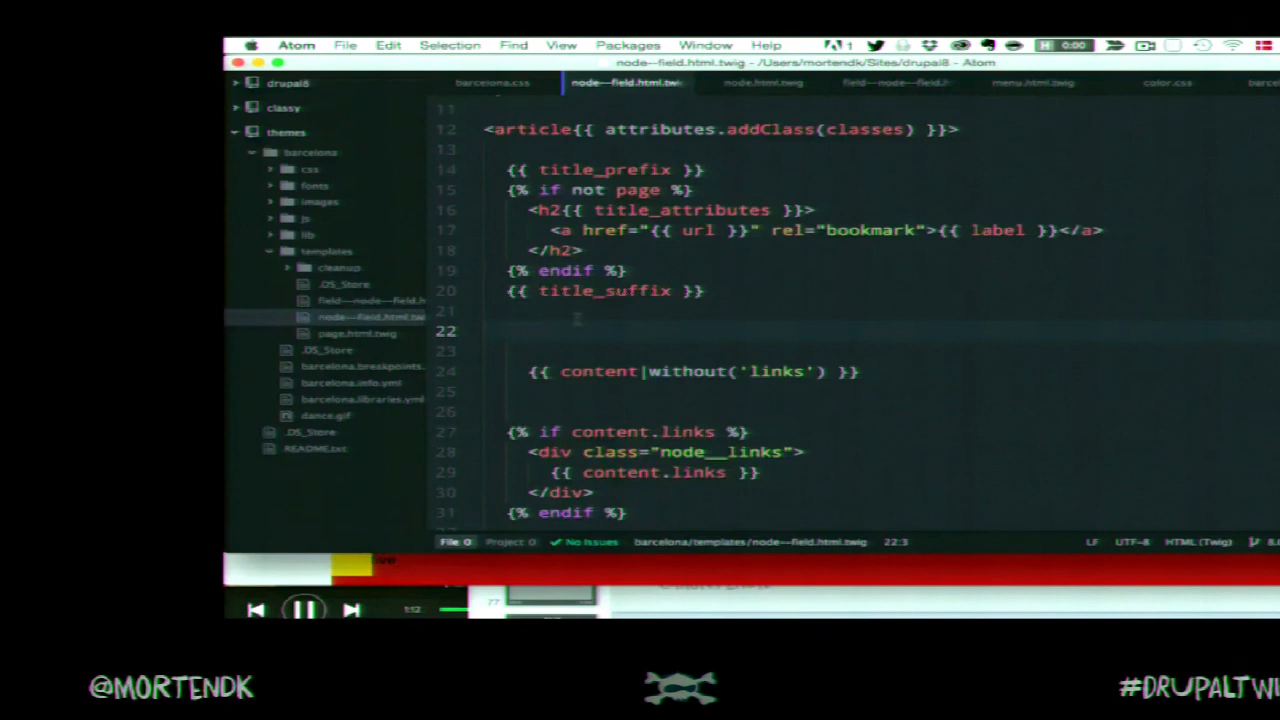 Atom File Edit Selection Find View Packages Window Help 1 H 0:00
node--field.html.twig - /Users/mortendk/Sites/drupal8 - Atom
drupal8
classy
themes
barcelona
css
fonts
images
js
lib
templates
cleanup
.DS_Store
field--node--field.h
node--field.html.twi
page.html.twig
.DS_Store
barcelona.breakpoints.
barcelona.info.yml
barcelona.libraries.yml
dance.gif
.DS_Store
README.txt
barcelona.css node--field.html.twi node.html.twig field--node--field.h menu.html.twig color.css barce
11
12 <article{{ attributes.addClass(classes) }}>
13
14 {{ title_prefix }}
15 {% if not page %}
16 <h2{{ title_attributes }}>
17 <a href="{{ url }}" rel="bookmark">{{ label }}</a>
18 </h2>
19 {% endif %}
20 {{ title_suffix }}
21
22
23
24 {{ content|without('links') }}
25
26
27 {% if content.links %}
28 <div class="node__links">
29 {{ content.links }}
30 </div>
31 {% endif %}
File 0 Project 0 No Issues barcelona/templates/node--field.html.twig 22:3 LF UTF-8 HTML (Twig) 8.
1:12
77
@MORTENDK
#DRUPALTWI